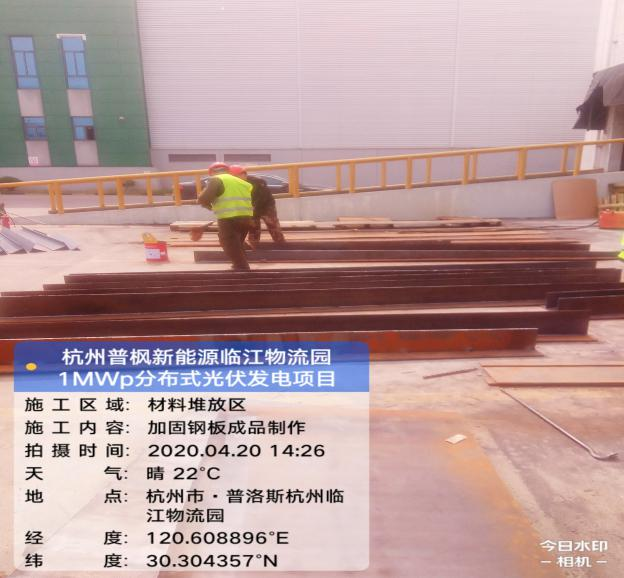 杭州普枫新能源临江物流园
1MWp分布式光伏发电项目
施工区域: 材料堆放区
施工内容: 加固钢板成品制作
拍摄时间: 2020.04.20 14:26
天气: 晴 22°C
地点: 杭州市·普洛斯杭州临
江物流园
经度: 120.608896°E
纬度: 30.304357°N
今日水印
-相机-